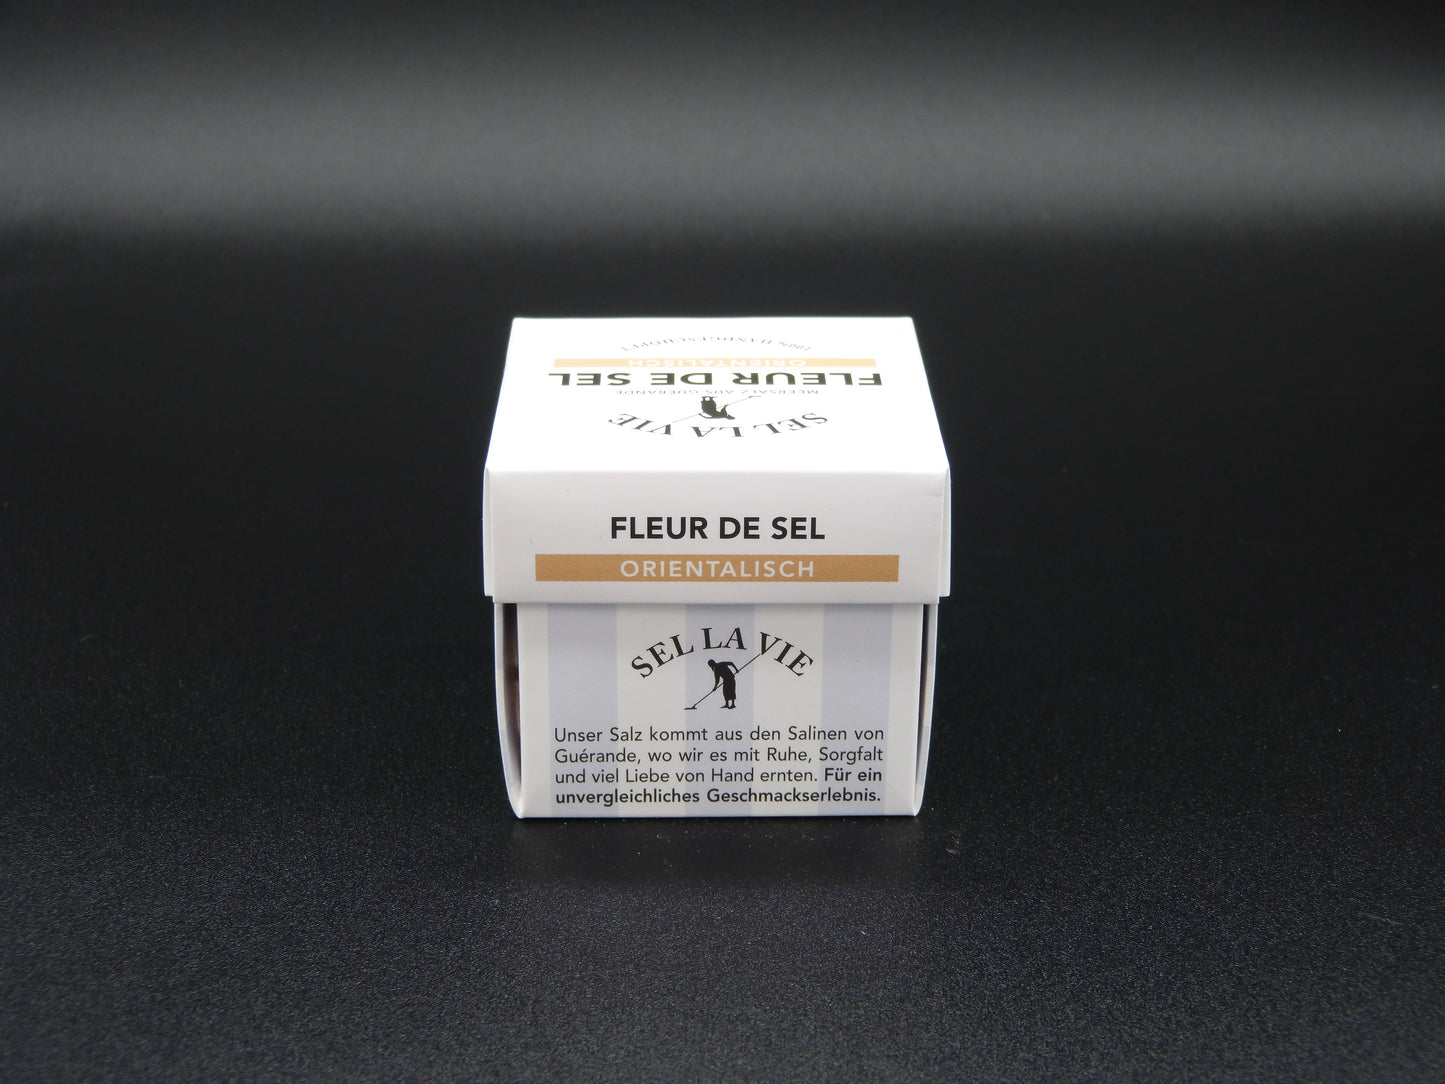 100% HANDGESCHÖPFT
ORIENTALISCH
FLEUR DE SEL
MEERSALZ AUS GUÉRANDE
SEL LA VIE
FLEUR DE SEL
ORIENTALISCH
SEL LA VIE
Unser Salz kommt aus den Salinen von
Guérande, wo wir es mit Ruhe, Sorgfalt
und viel Liebe von Hand ernten. Für ein
unvergleichliches Geschmackserlebnis.